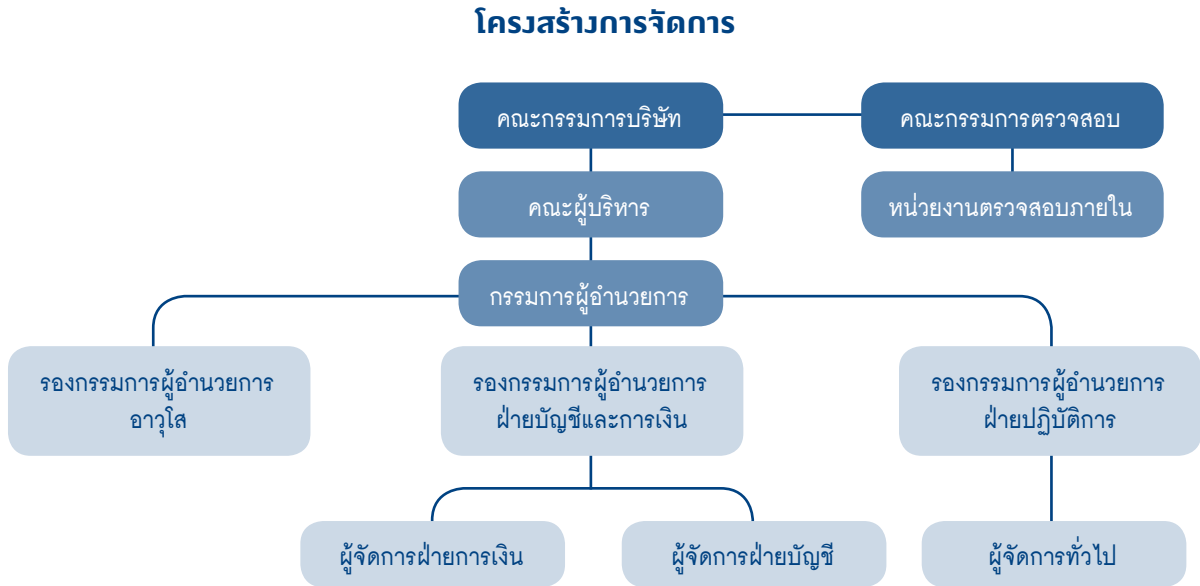 โครงสร้างการจัดการ
คณะกรรมการบริษัท
คณะกรรมการตรวจสอบ
คณะผู้บริหาร
หน่วยงานตรวจสอบภายใน
กรรมการผู้อำนวยการ
รองกรรมการผู้อำนวยการ
อาวุโส
รองกรรมการผู้อำนวยการ
ฝ่ายบัญชีและการเงิน
รองกรรมการผู้อำนวยการ
ฝ่ายปฏิบัติการ
ผู้จัดการฝ่ายการเงิน
ผู้จัดการฝ่ายบัญชี
ผู้จัดการทั่วไป